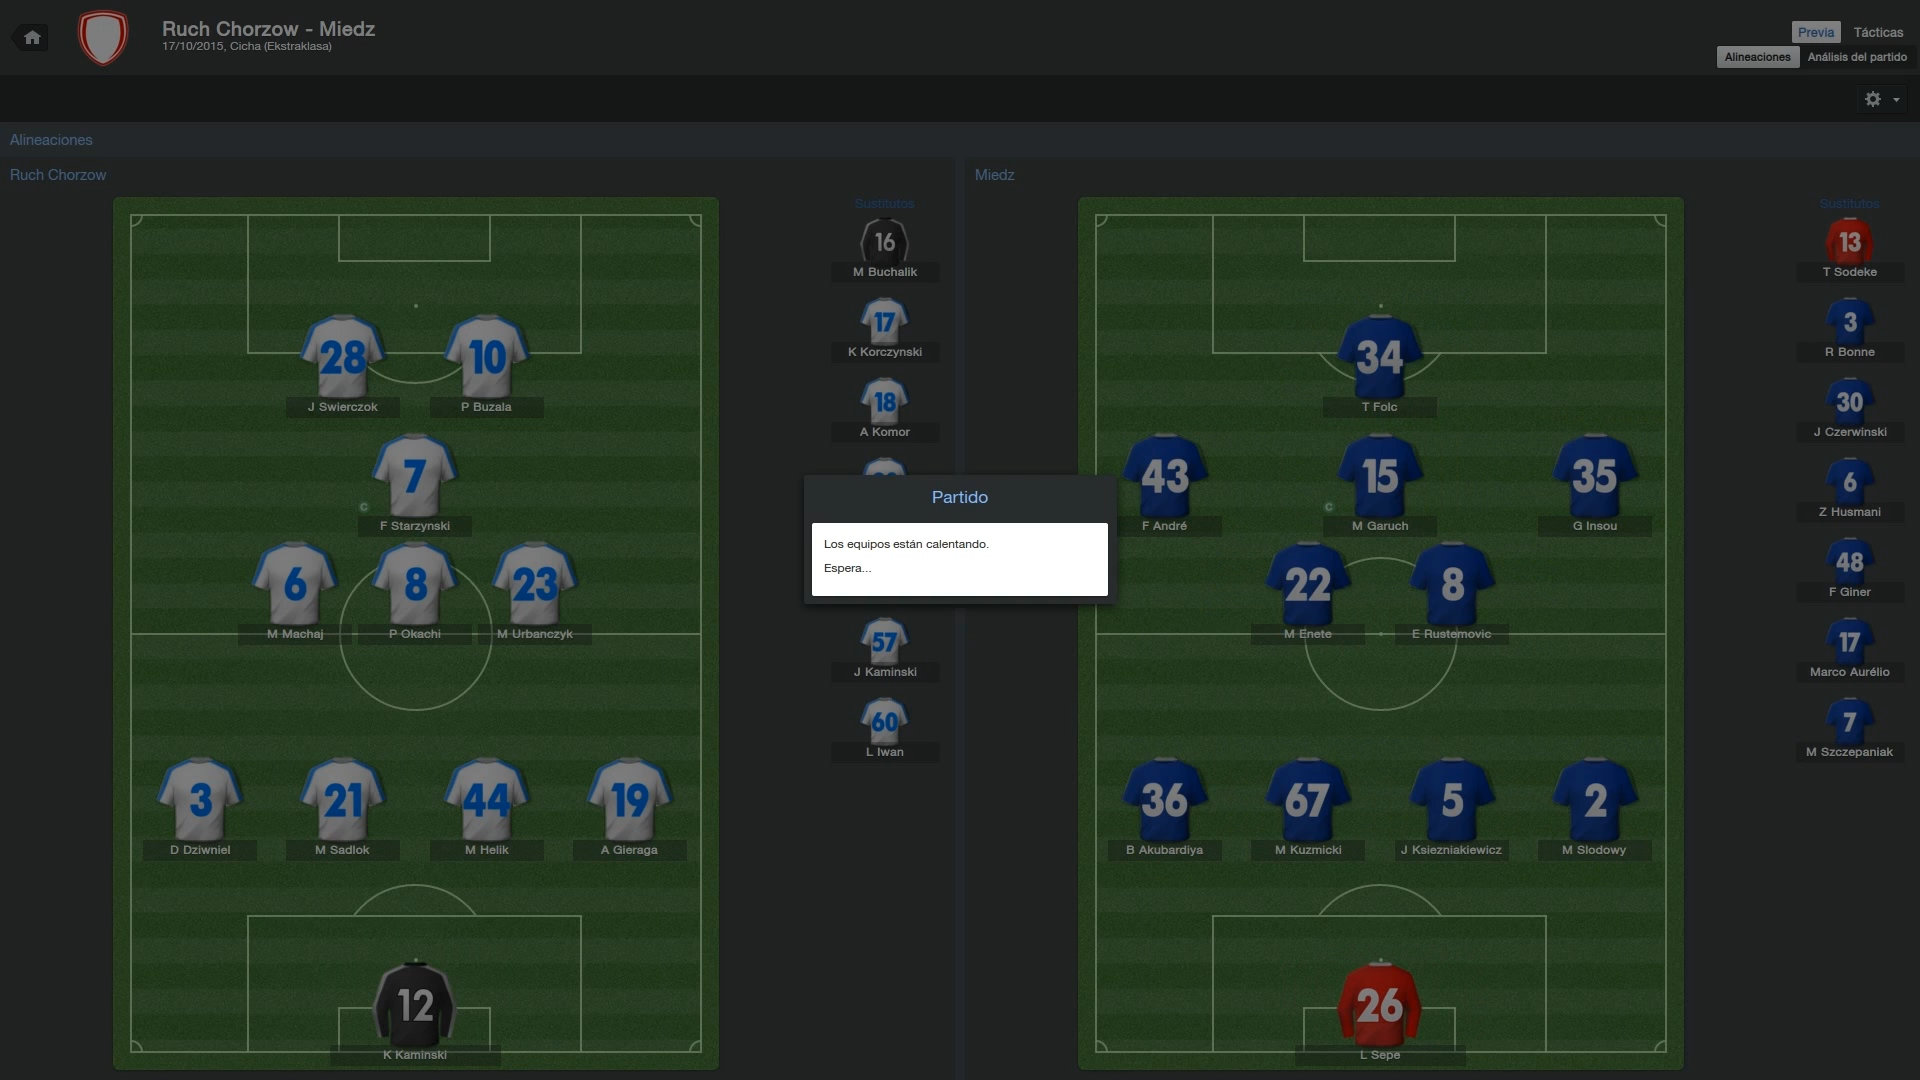 Ruch Chorzow - Miedz
17/10/2015, Cicha (Ekstraklasa)
Previa
Tácticas
Alineaciones
Análisis del partido
Alineaciones
Ruch Chorzow
28
J Swierczok
10
P Buzala
7
C
F Starzynski
6
M Machaj
8
P Okachi
23
M Urbanczyk
3
D Dziwniel
21
M Sadlok
44
M Helik
19
A Gieraga
12
K Kaminski
Sustitutos
16
M Buchalik
17
K Korczynski
18
A Komor
57
J Kaminski
60
L Iwan
Partido
Los equipos están calentando.
Espera...
Miedz
34
T Folc
43
F André
15
C
M Garuch
35
G Insou
22
M Enete
8
E Rustemovic
36
B Akubardiya
67
M Kuzmicki
5
J Ksiezniakiewicz
2
M Slodowy
26
L Sepe
Sustitutos
13
T Sodeke
3
R Bonne
30
J Czerwinski
6
Z Husmani
48
F Giner
17
Marco Aurélio
7
M Szczepaniak